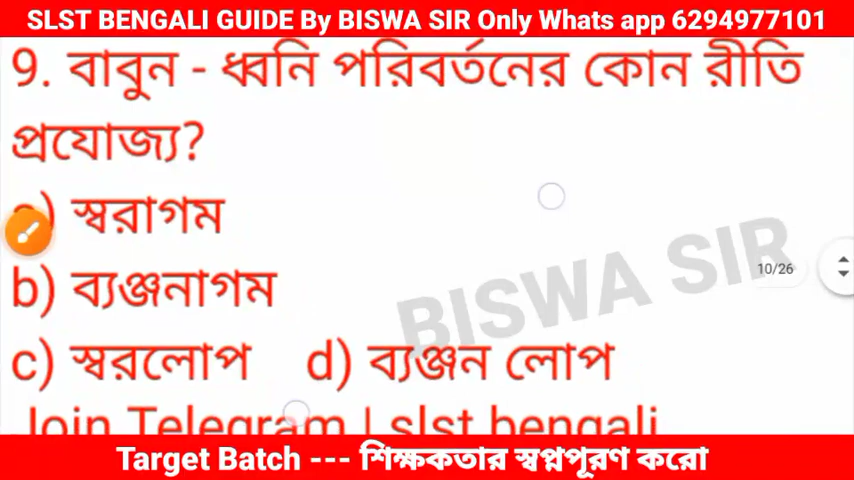 SLST BENGALI GUIDE By BISWA SIR Only Whats app 6294977101
9. বাবুন - ধ্বনি পরিবর্তনের কোন রীতি
প্রযোজ্য?
a) স্বরাগম
b) ব্যঞ্জনাগম
BISWA SIR
10/26
c) স্বরলোপ d) ব্যঞ্জন লোপ
Join Telegram | slst bengali
Target Batch --- শিক্ষকতার স্বপ্নপূরণ করো